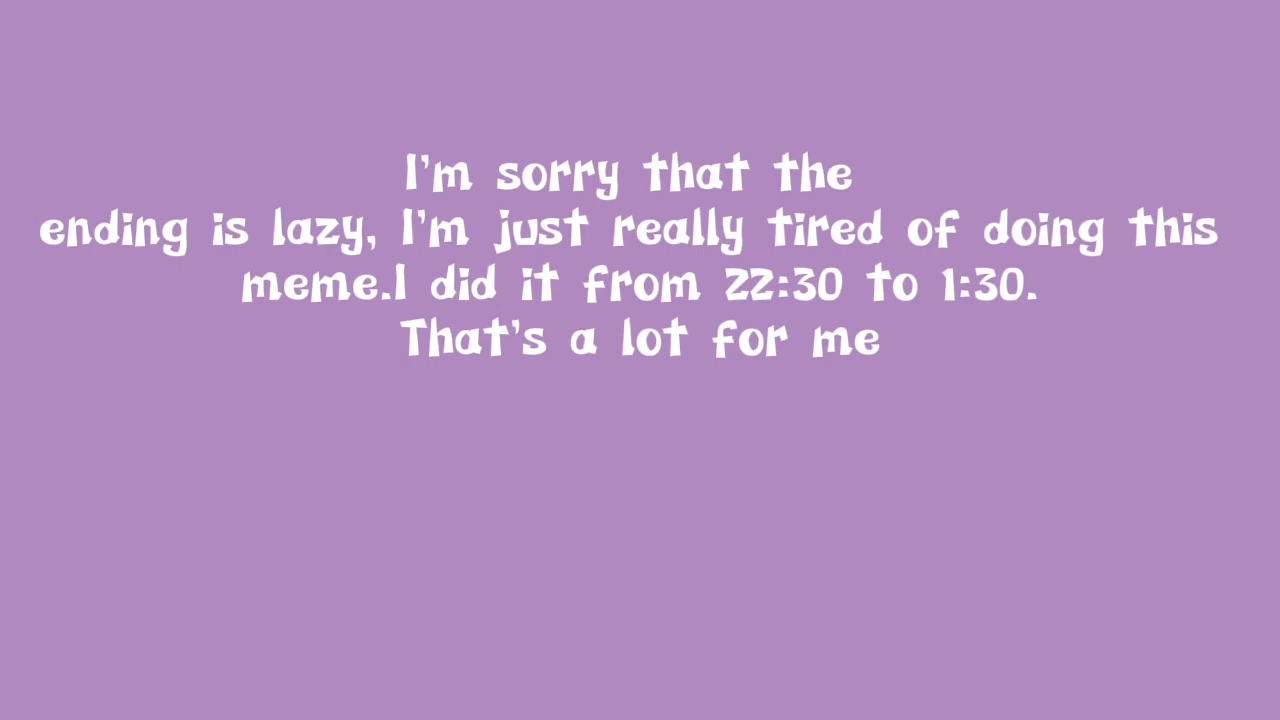 I'm sorry that the
ending is lazy, I'm just really tired of doing this
meme.I did it from 22:30 to 1:30.
That's a lot for me